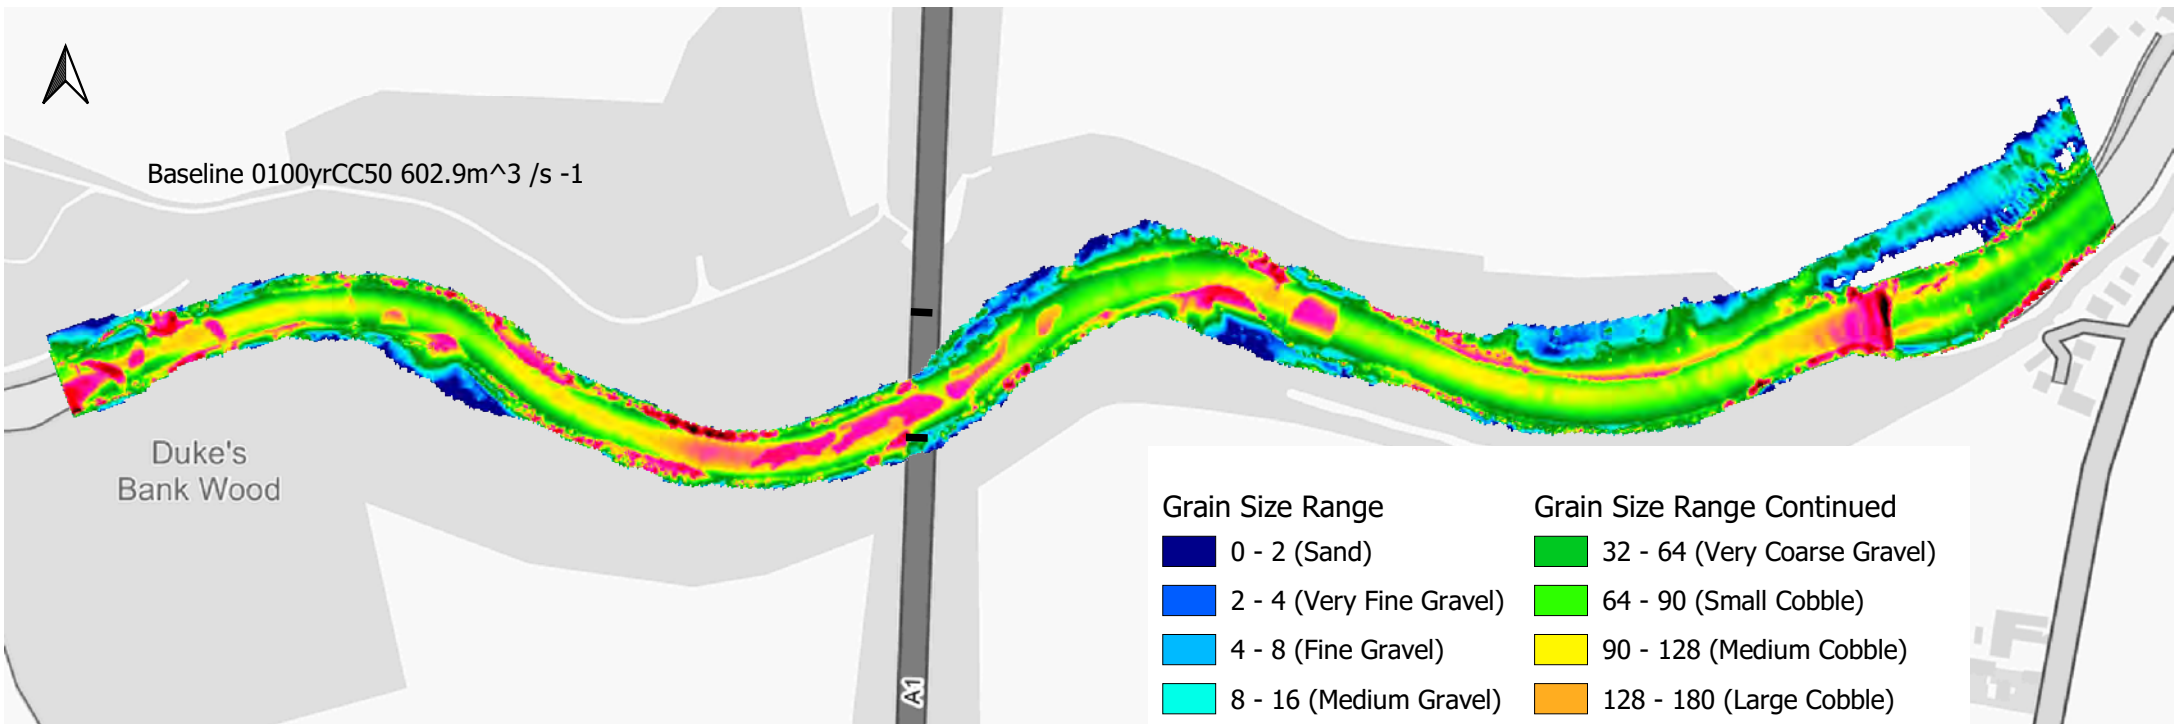 Baseline 0100yrCC50 602.9m^3 /s -1
Duke's
Bank Wood
A1
Grain Size Range
0 - 2 (Sand)
2 - 4 (Very Fine Gravel)
4 - 8 (Fine Gravel)
8 - 16 (Medium Gravel)
Grain Size Range Continued
32 - 64 (Very Coarse Gravel)
64 - 90 (Small Cobble)
90 - 128 (Medium Cobble)
128 - 180 (Large Cobble)